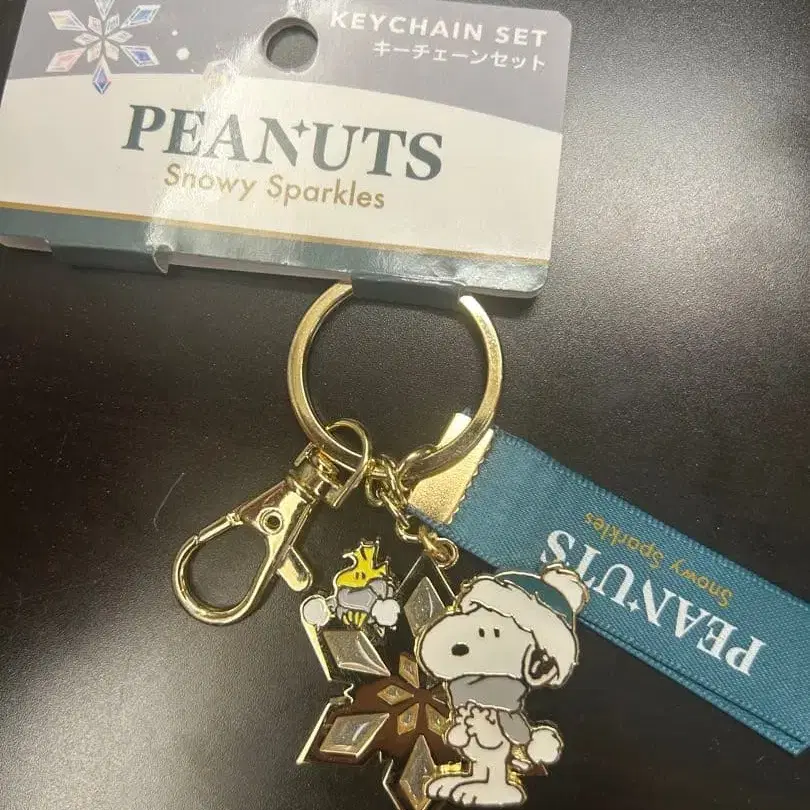 KEYCHAIN SET
キーチェーンセット
PEANUTS
Snowy Sparkles
PEANUTS
Snowy Sparkles